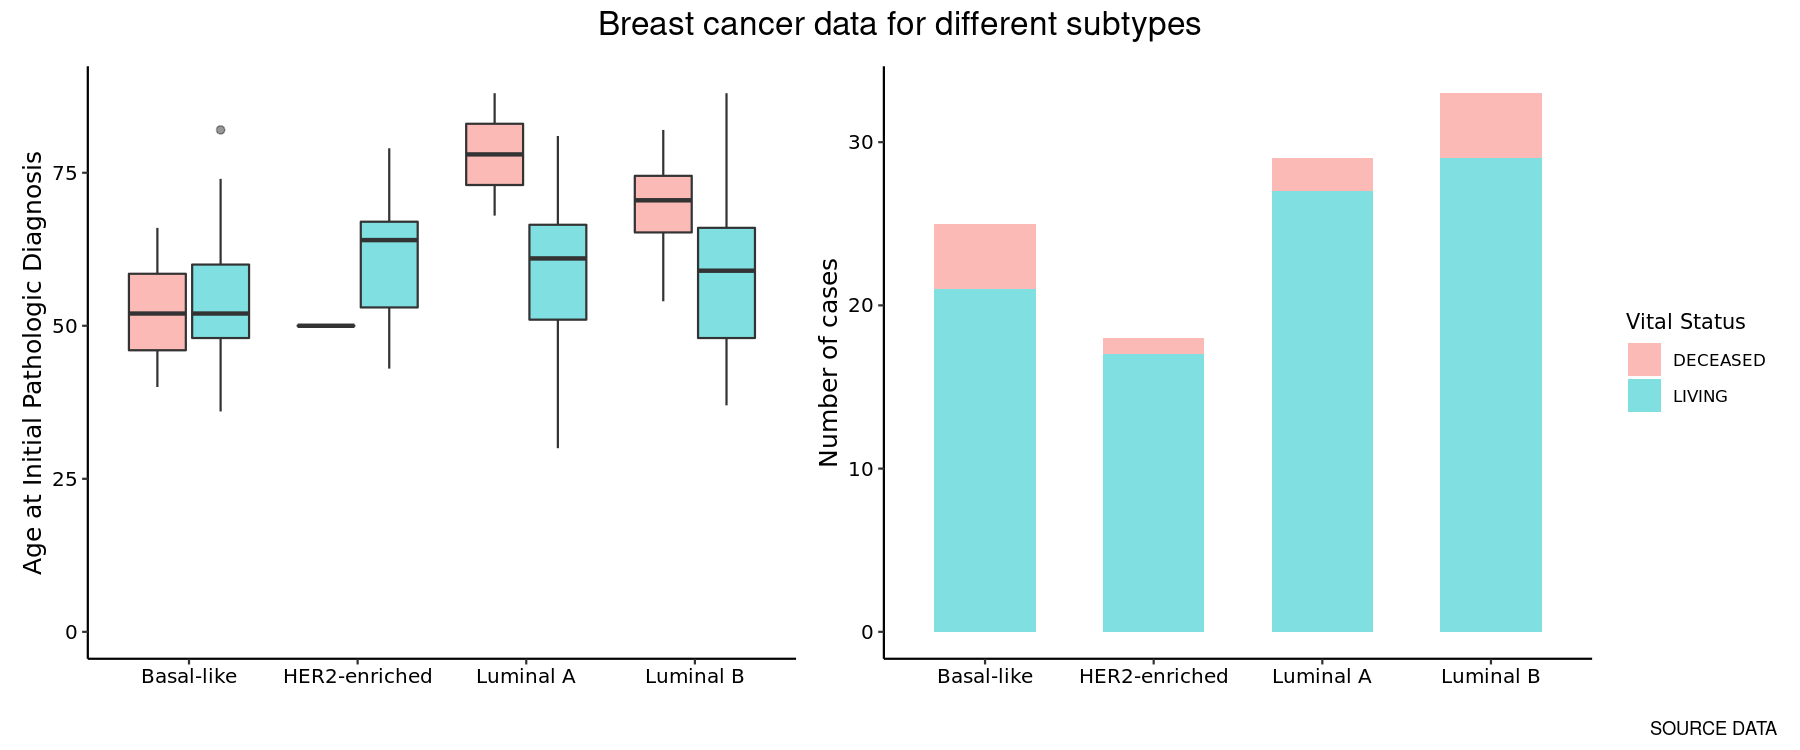 Breast cancer data for different subtypes
Age at Initial Pathologic Diagnosis
75
50
25
0
Basal-like
HER2-enriched
Luminal A
Luminal B
Number of cases
30
20
10
0
Basal-like
HER2-enriched
Luminal A
Luminal B
Vital Status
DECEASED
LIVING
SOURCE DATA